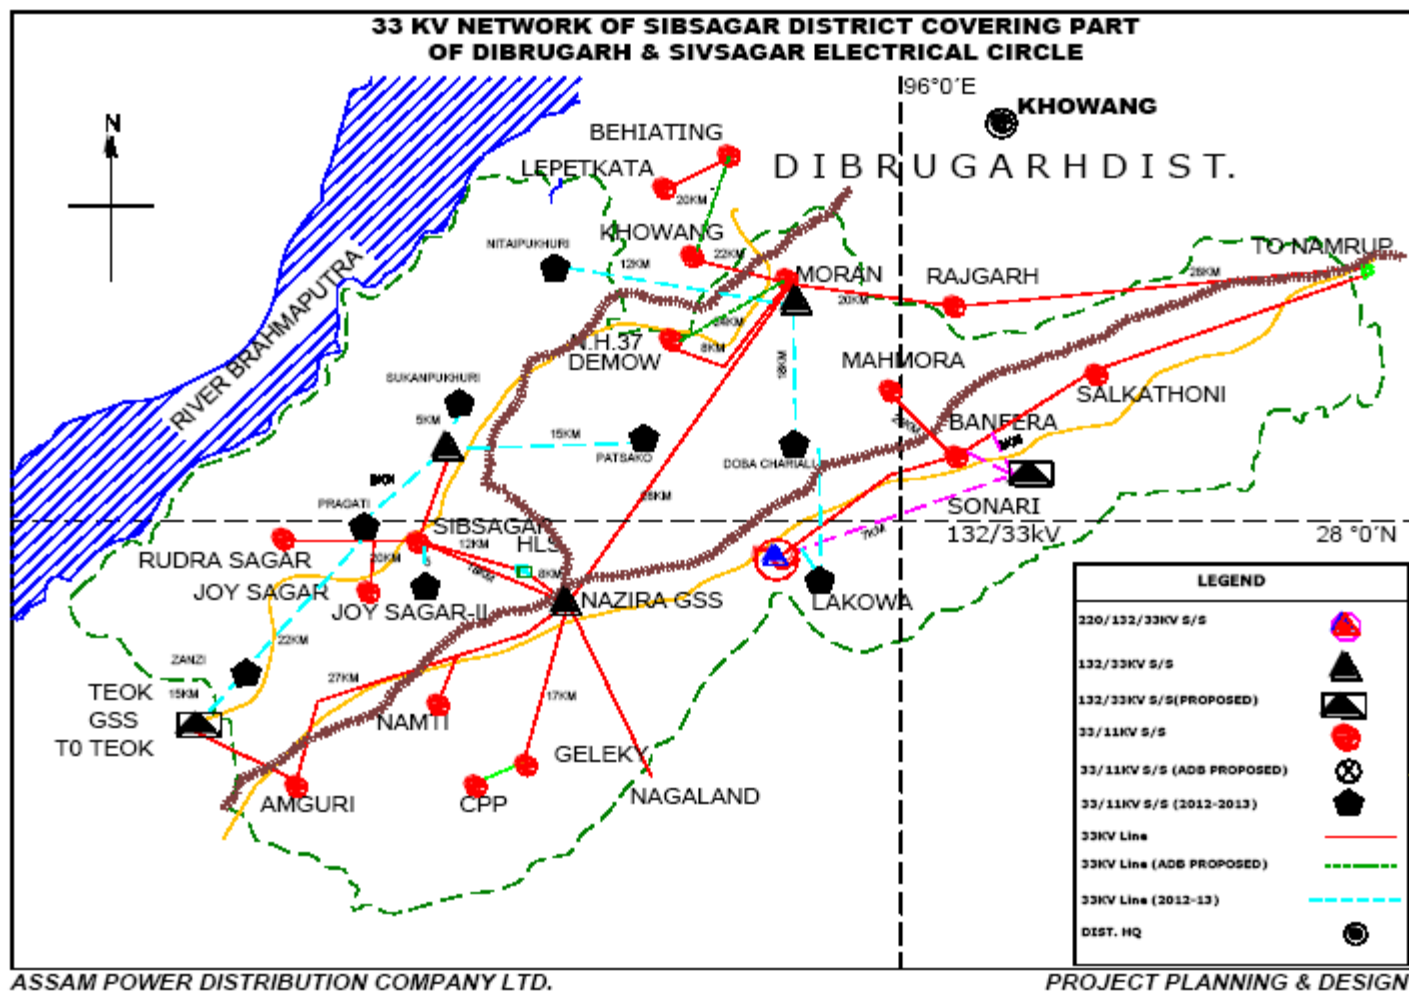 33 KV NETWORK OF SIBSAGAR DISTRICT COVERING PART
OF DIBRUGARH & SIVSAGAR ELECTRICAL CIRCLE
96°0´E
KHOWANG
N
BEHIATING
DIBRUGARHDIST.
LEPETKATA
20KM
KHOWANG
NITAIPUKHURI
22KM
12KM
TO NAMRUP
MORAN
RAJGARH
28KM
20KM
RIVER BRAHMAPUTRA
24KM
N.H.37
8KM
DEMOW
18KM
MAHMORA
SUKANPUKHURI
SALKATHONI
5KM
BANFERA
15KM
PATSAKO
DOBA CHARIALI
PRAGATI
SONARI
132/33kV
7KM
28 °0´N
SIBSAGAR
12KM
HLS
RUDRA SAGAR
20KM
8KM
JOY SAGAR
JOY SAGAR-II
NAZIRA GSS
LAKOWA
22KM
ZANZI
27KM
TEOK
15KM
GSS
T0 TEOK
17KM
NAMTI
GELEKY
AMGURI
CPP
NAGALAND
LEGEND
220/132/33KV S/S
132/33KV S/S
132/33KV S/S(PROPOSED)
33/11KV S/S
33/11KV S/S (ADB PROPOSED)
33/11KV S/S (2012-2013)
33KV Line
33KV Line (ADB PROPOSED)
33KV Line (2012-13)
DIST. HQ
ASSAM POWER DISTRIBUTION COMPANY LTD.
PROJECT PLANNING & DESIGN